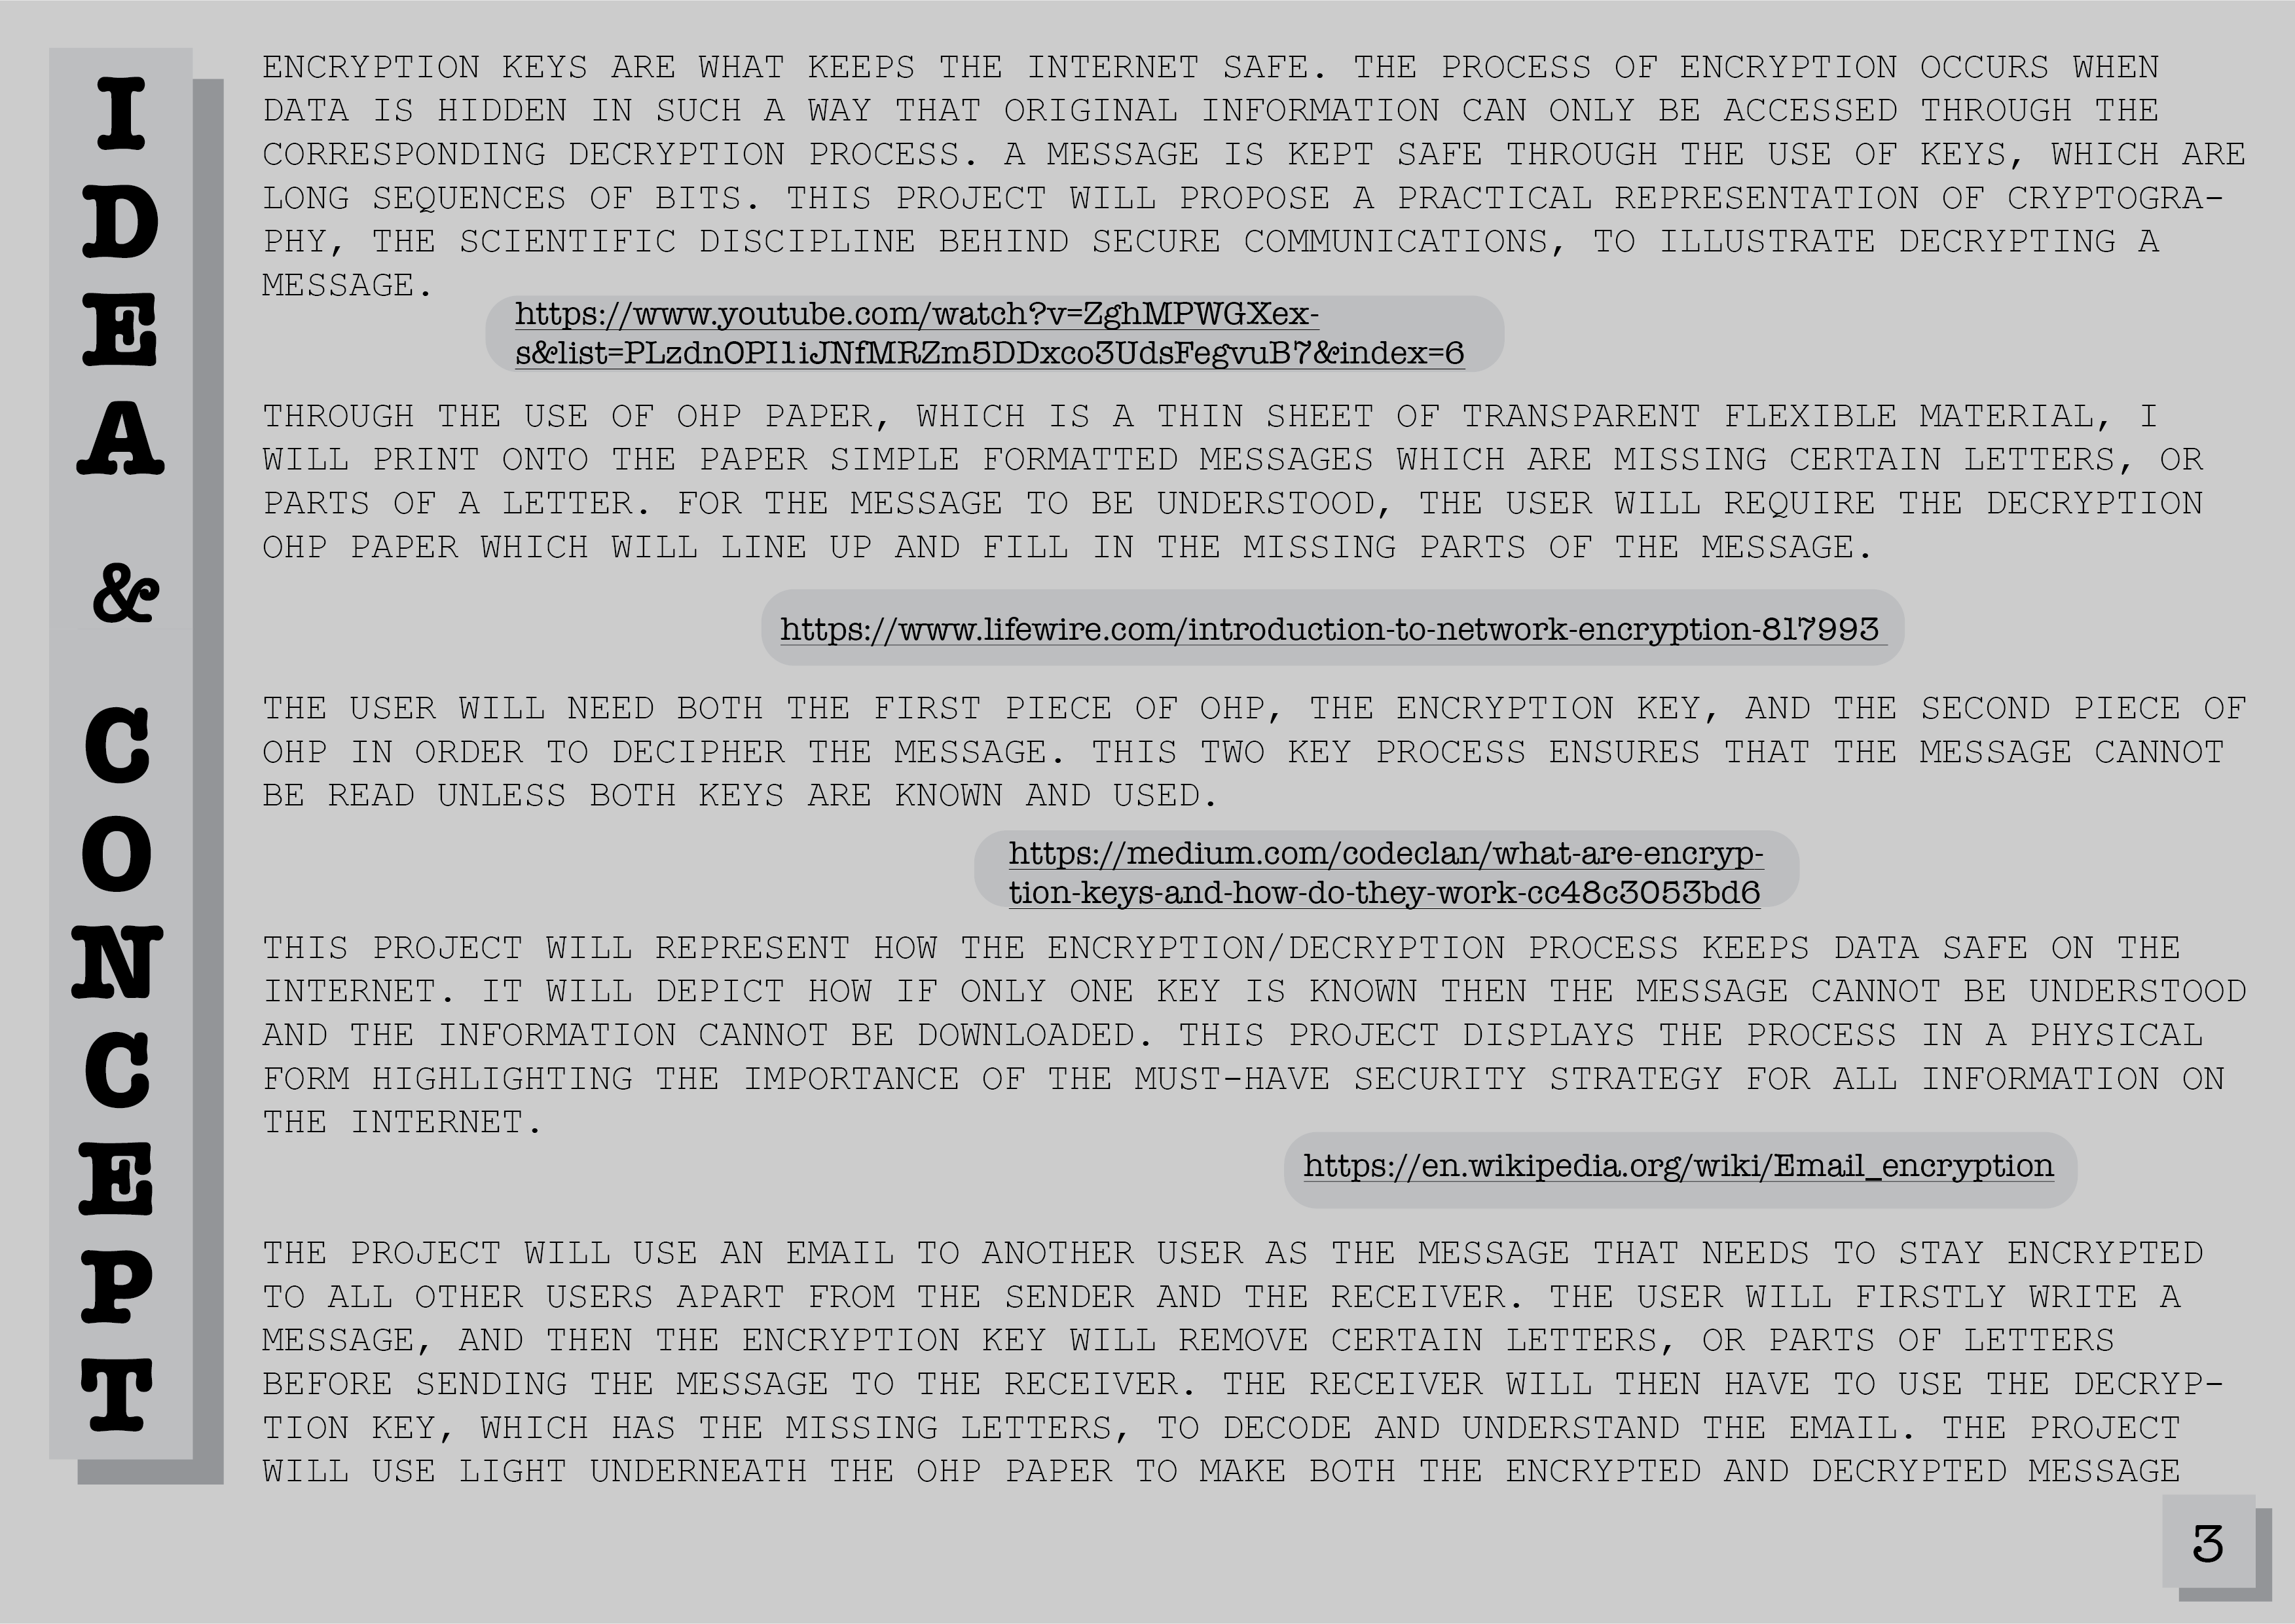 IDEA & CONCEPT
ENCRYPTION KEYS ARE WHAT KEEPS THE INTERNET SAFE. THE PROCESS OF ENCRYPTION OCCURS WHEN
DATA IS HIDDEN IN SUCH A WAY THAT ORIGINAL INFORMATION CAN ONLY BE ACCESSED THROUGH THE
CORRESPONDING DECRYPTION PROCESS. A MESSAGE IS KEPT SAFE THROUGH THE USE OF KEYS, WHICH ARE
LONG SEQUENCES OF BITS. THIS PROJECT WILL PROPOSE A PRACTICAL REPRESENTATION OF CRYPTOGRA-
PHY, THE SCIENTIFIC DISCIPLINE BEHIND SECURE COMMUNICATIONS, TO ILLUSTRATE DECRYPTING A
MESSAGE.
https://www.youtube.com/watch?v=ZghMPWGXex-
s&list=PLzdnOPI1iJNfMRZm5DDxco3UdsFegvuB7&index=6
THROUGH THE USE OF OHP PAPER, WHICH IS A THIN SHEET OF TRANSPARENT FLEXIBLE MATERIAL, I
WILL PRINT ONTO THE PAPER SIMPLE FORMATTED MESSAGES WHICH ARE MISSING CERTAIN LETTERS, OR
PARTS OF A LETTER. FOR THE MESSAGE TO BE UNDERSTOOD, THE USER WILL REQUIRE THE DECRYPTION
OHP PAPER WHICH WILL LINE UP AND FILL IN THE MISSING PARTS OF THE MESSAGE.
https://www.lifewire.com/introduction-to-network-encryption-817993
THE USER WILL NEED BOTH THE FIRST PIECE OF OHP, THE ENCRYPTION KEY, AND THE SECOND PIECE OF
OHP IN ORDER TO DECIPHER THE MESSAGE. THIS TWO KEY PROCESS ENSURES THAT THE MESSAGE CANNOT
BE READ UNLESS BOTH KEYS ARE KNOWN AND USED.
https://medium.com/codeclan/what-are-encryp-
tion-keys-and-how-do-they-work-cc48c3053bd6
THIS PROJECT WILL REPRESENT HOW THE ENCRYPTION/DECRYPTION PROCESS KEEPS DATA SAFE ON THE
INTERNET. IT WILL DEPICT HOW IF ONLY ONE KEY IS KNOWN THEN THE MESSAGE CANNOT BE UNDERSTOOD
AND THE INFORMATION CANNOT BE DOWNLOADED. THIS PROJECT DISPLAYS THE PROCESS IN A PHYSICAL
FORM HIGHLIGHTING THE IMPORTANCE OF THE MUST-HAVE SECURITY STRATEGY FOR ALL INFORMATION ON
THE INTERNET.
https://en.wikipedia.org/wiki/Email_encryption
THE PROJECT WILL USE AN EMAIL TO ANOTHER USER AS THE MESSAGE THAT NEEDS TO STAY ENCRYPTED
TO ALL OTHER USERS APART FROM THE SENDER AND THE RECEIVER. THE USER WILL FIRSTLY WRITE A
MESSAGE, AND THEN THE ENCRYPTION KEY WILL REMOVE CERTAIN LETTERS, OR PARTS OF LETTERS
BEFORE SENDING THE MESSAGE TO THE RECEIVER. THE RECEIVER WILL THEN HAVE TO USE THE DECRYP-
TION KEY, WHICH HAS THE MISSING LETTERS, TO DECODE AND UNDERSTAND THE EMAIL. THE PROJECT
WILL USE LIGHT UNDERNEATH THE OHP PAPER TO MAKE BOTH THE ENCRYPTED AND DECRYPTED MESSAGE
3